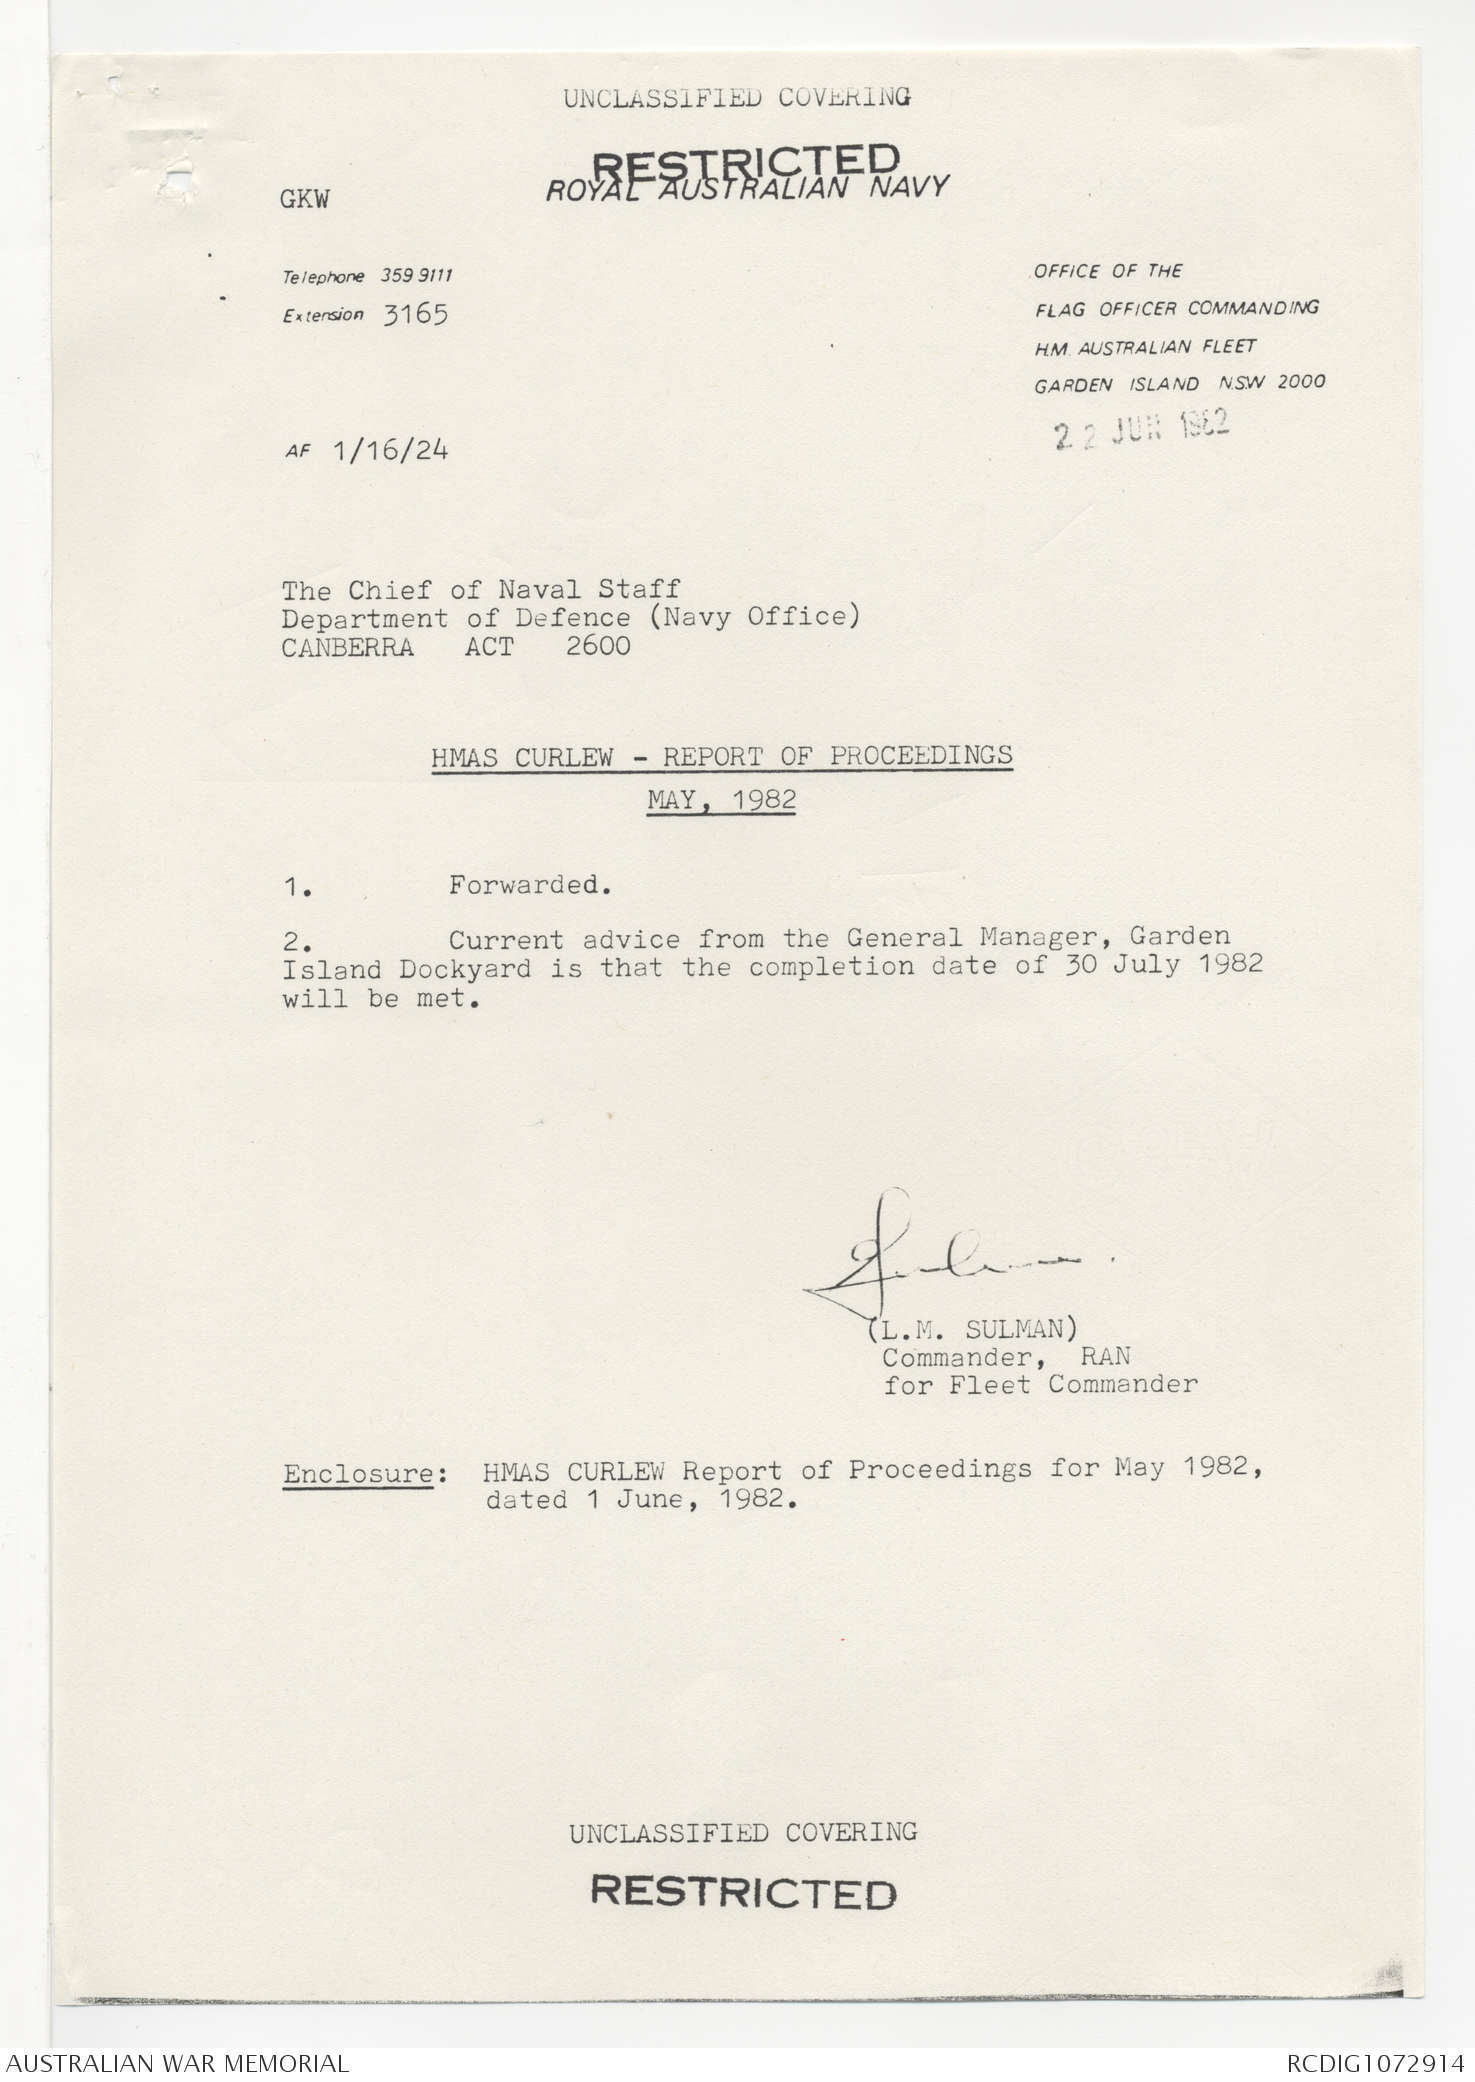 UNCLASSIFIED COVERING
RESTRICTED
ROYAL AUSTRALIAN NAVY
GKW
Telephone 359 9111
Extension 3165
OFFICE OF THE
FLAG OFFICER COMMANDING
H.M. AUSTRALIAN FLEET
GARDEN ISLAND N.S.W 2000
22 JUN 1982
AF 1/16/24
The Chief of Naval Staff
Department of Defence (Navy Office)
CANBERRA ACT 2600
HMAS CURLEW - REPORT OF PROCEEDINGS
MAY, 1982
1. Forwarded.
2. Current advice from the General Manager, Garden
Island Dockyard is that the completion date of 30 July 1982
will be met.
(L.M. SULMAN)
Commander, RAN
for Fleet Commander
Enclosure: HMAS CURLEW Report of Proceedings for May 1982,
dated 1 June, 1982.
UNCLASSIFIED COVERING
RESTRICTED
AUSTRALIAN WAR MEMORIAL
RCDIG1072914